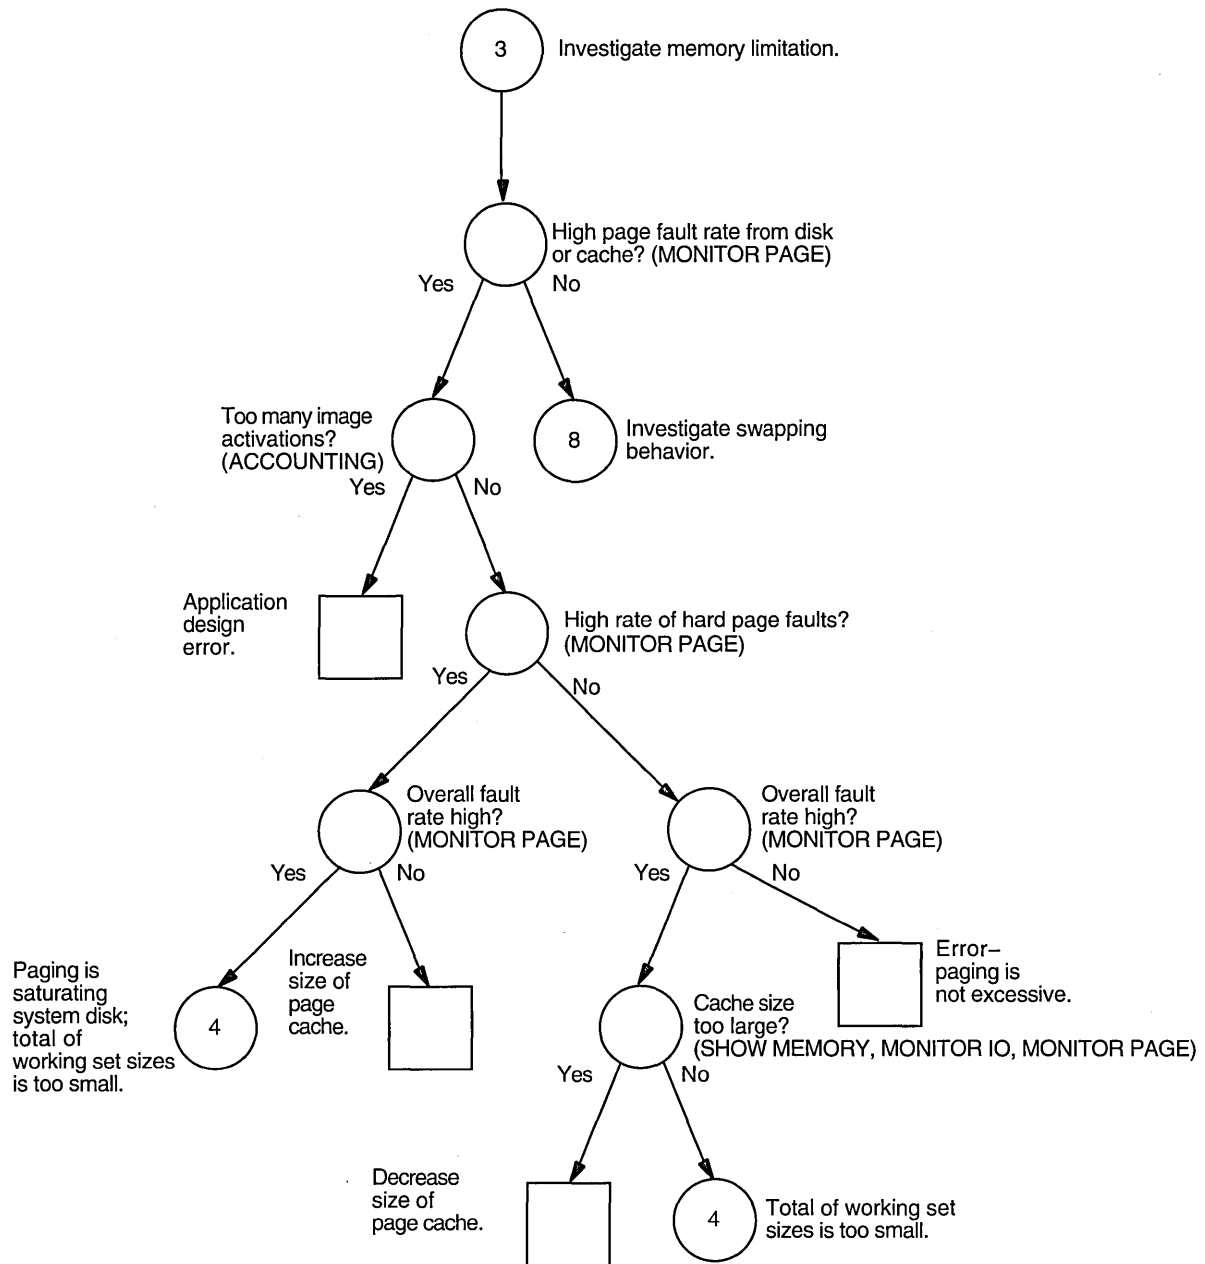 3
Investigate memory limitation.
High page fault rate from disk
or cache? (MONITOR PAGE)
Yes
No
Too many image
activations?
(ACCOUNTING)
8
Investigate swapping
behavior.
Yes
No
Application
design
error.
High rate of hard page faults?
(MONITOR PAGE)
Yes
No
Overall fault
rate high?
(MONITOR PAGE)
Overall fault
rate high?
(MONITOR PAGE)
Yes
No
Yes
No
Paging is
saturating
system disk;
total of
working set sizes
is too small.
4
Increase
size of
page
cache.
Error–
paging is
not excessive.
Cache size
too large?
(SHOW MEMORY, MONITOR IO, MONITOR PAGE)
Yes
No
Decrease
size of
page cache.
4
Total of working set
sizes is too small.